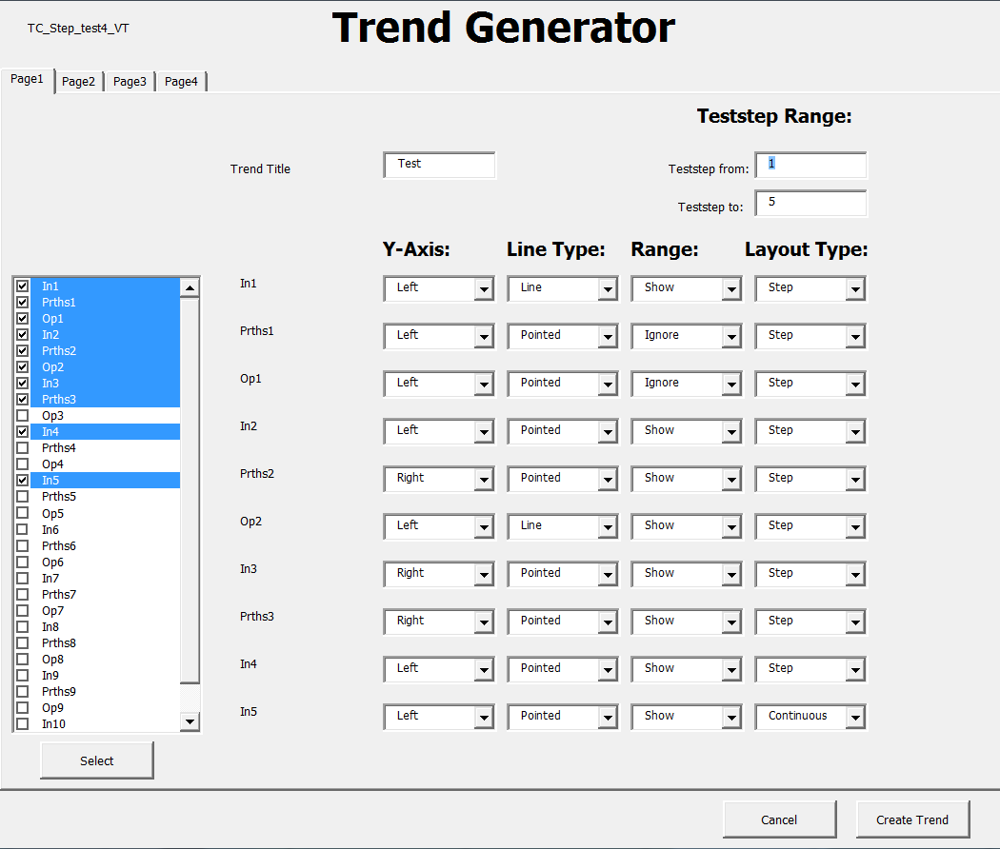 TC_Step_test4_VT
Trend Generator
Page1 Page2 Page3 Page4
Teststep Range:
Trend Title Test Teststep from: 1
Teststep to: 5
Y-Axis: Line Type: Range: Layout Type:
In1
Prths1
Op1
In2
Prths2
Op2
In3
Prths3
Op3
In4
Prths4
Op4
In5
Prths5
Op5
In6
Prths6
Op6
In7
Prths7
Op7
In8
Prths8
Op8
In9
Prths9
Op9
In10
Select
In1 Left Line Show Step
Prths1 Left Pointed Ignore Step
Op1 Left Pointed Ignore Step
In2 Left Pointed Show Step
Prths2 Right Pointed Show Step
Op2 Left Line Show Step
In3 Right Pointed Show Step
Prths3 Right Pointed Show Step
In4 Left Pointed Show Step
In5 Left Pointed Show Continuous
Cancel Create Trend